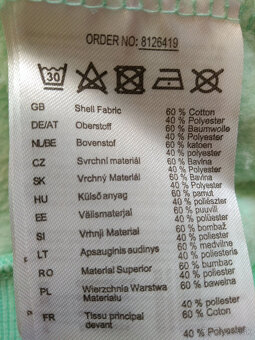 ORDER NO: 8126419
30
GB Shell Fabric 60 % Cotton
40 % Polyester
DE/AT Oberstoff 60 % Baumwolle
40 % Polyester
NL/BE Bovenstof 60 % katoen
40 % polyester
CZ Svrchní materiál 60 % Bavlna
40 % Polyester
SK Vrchný Materiál 60 % Bavlna
40 % Polyester
HU Külső anyag 60 % pamut
40 % poliészter
EE Välismaterjal 60 % puuvill
40 % polüester
SI Vrhnji Material 60 % bombaž
40 % poliester
LT Apsauginis audinys 60 % medvilnė
40 % poliesteris
RO Material Superior 60 % bumbac
40 % poliester
PL Wierzchnia Warstwa 60 % bawełna
Materiału
40 % poliester
FR Tissu principal 60 % Coton
devant
40 % Polyester